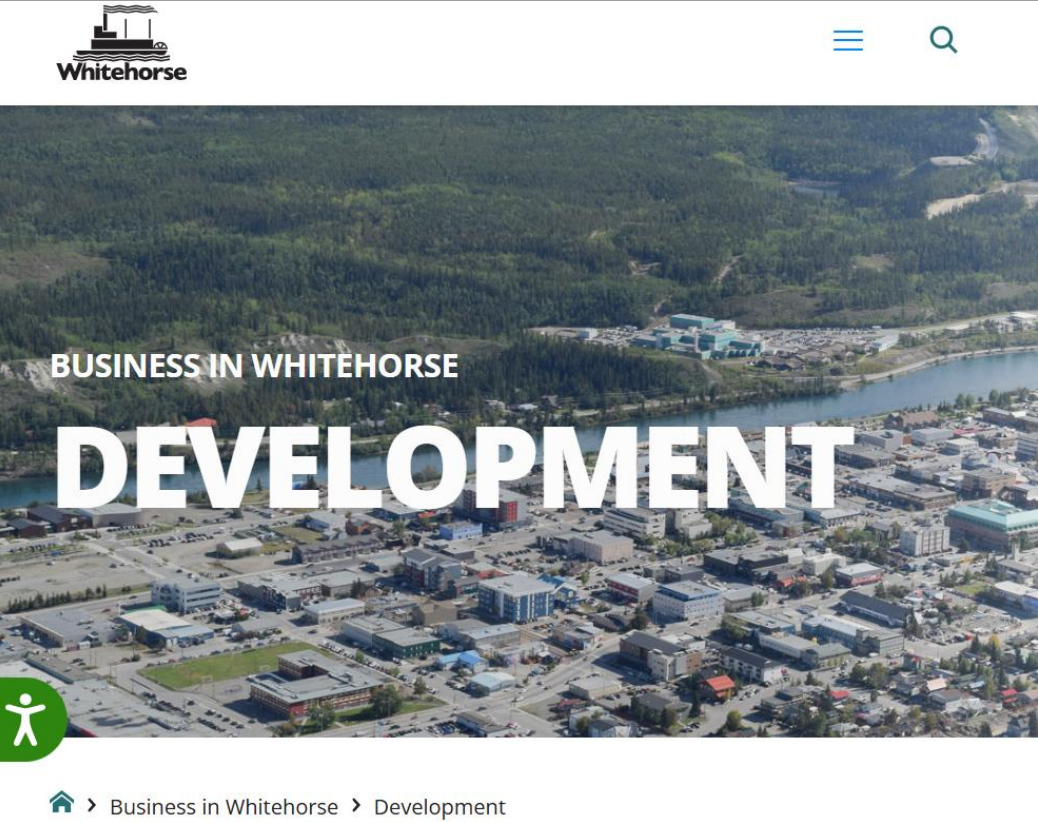 Whitehorse
BUSINESS IN WHITEHORSE
DEVELOPMENT
Business in Whitehorse
Development